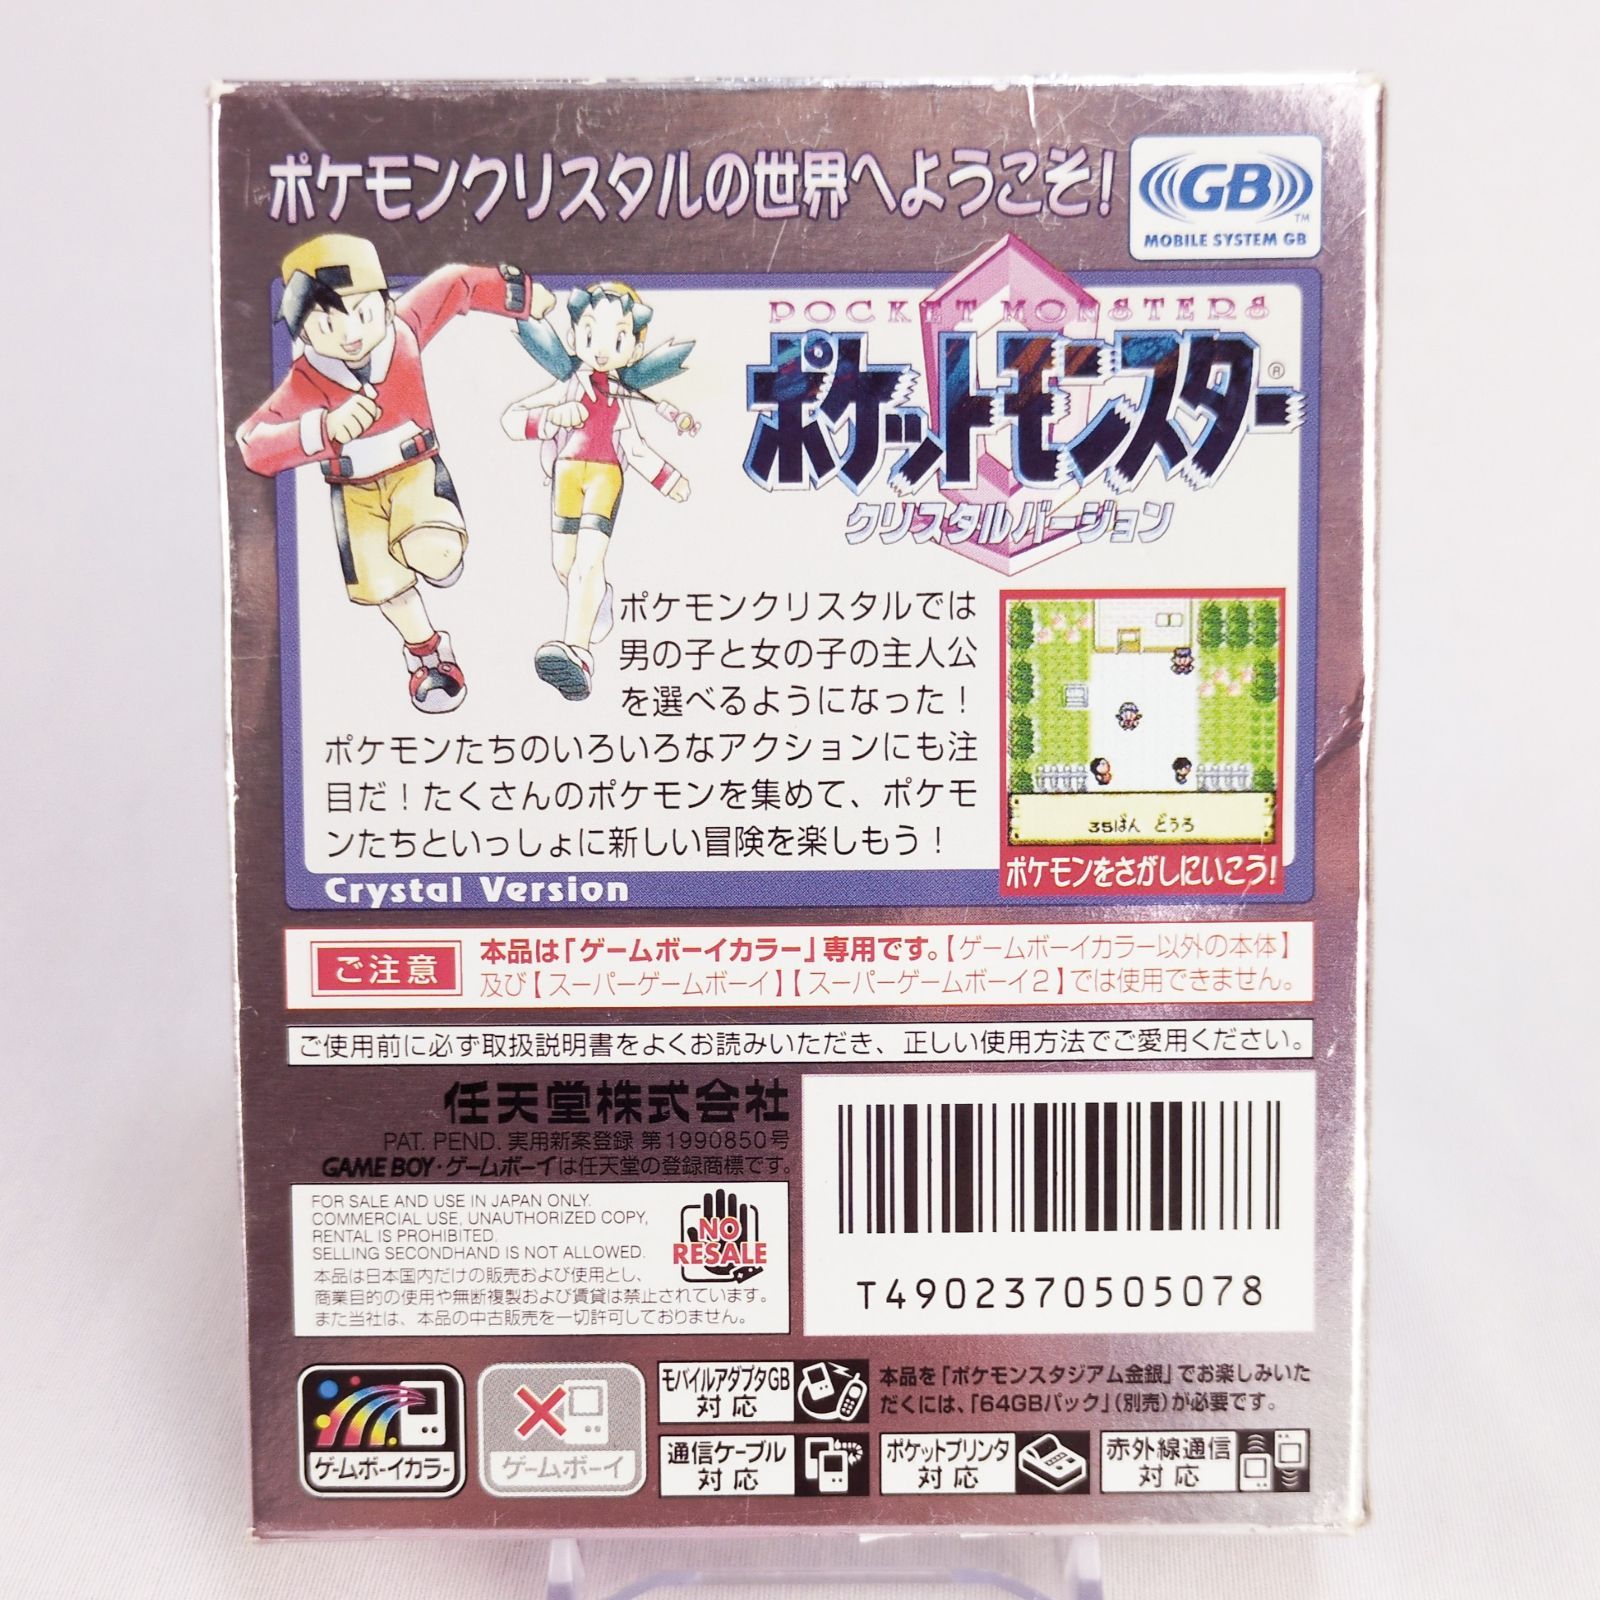 ポケモンクリスタルの世界へようこそ!
GB
TM
MOBILE SYSTEM GB
POCKET MONSTERS
ポケットモンスター®
クリスタルバージョン
ポケモンクリスタルでは
男の子と女の子の主人公
を選べるようになった!
ポケモンたちのいろいろなアクションにも注
目だ!たくさんのポケモンを集めて、ポケモ
ンたちといっしょに新しい冒険を楽しもう!
35ばん どうろ
ポケモンをさがしにいこう!
Crystal Version
ご注意
本品は「ゲームボーイカラー」専用です。【ゲームボーイカラー以外の本体】
及び【スーパーゲームボーイ】【スーパーゲームボーイ2】では使用できません。
ご使用前に必ず取扱説明書をよくお読みいただき、正しい使用方法でご愛用ください。
任天堂株式会社
PAT. PEND. 実用新案登録 第1990850号
GAME BOY・ゲームボーイは任天堂の登録商標です。
FOR SALE AND USE IN JAPAN ONLY.
COMMERCIAL USE, UNAUTHORIZED COPY,
RENTAL IS PROHIBITED.
SELLING SECONDHAND IS NOT ALLOWED.
本品は日本国内だけの販売および使用とし、
商業目的の使用や無断複製および賃貸は禁止されています。
また当社は、本品の中古販売を一切許可しておりません。
NO
RESALE
T4902370505078
ゲームボーイカラー
ゲームボーイ
モバイルアダプタGB
対応
本品を「ポケモンスタジアム金銀」でお楽しみいた
だくには、「64GBパック」(別売)が必要です。
通信ケーブル
対応
ポケットプリンタ
対応
赤外線通信
対応